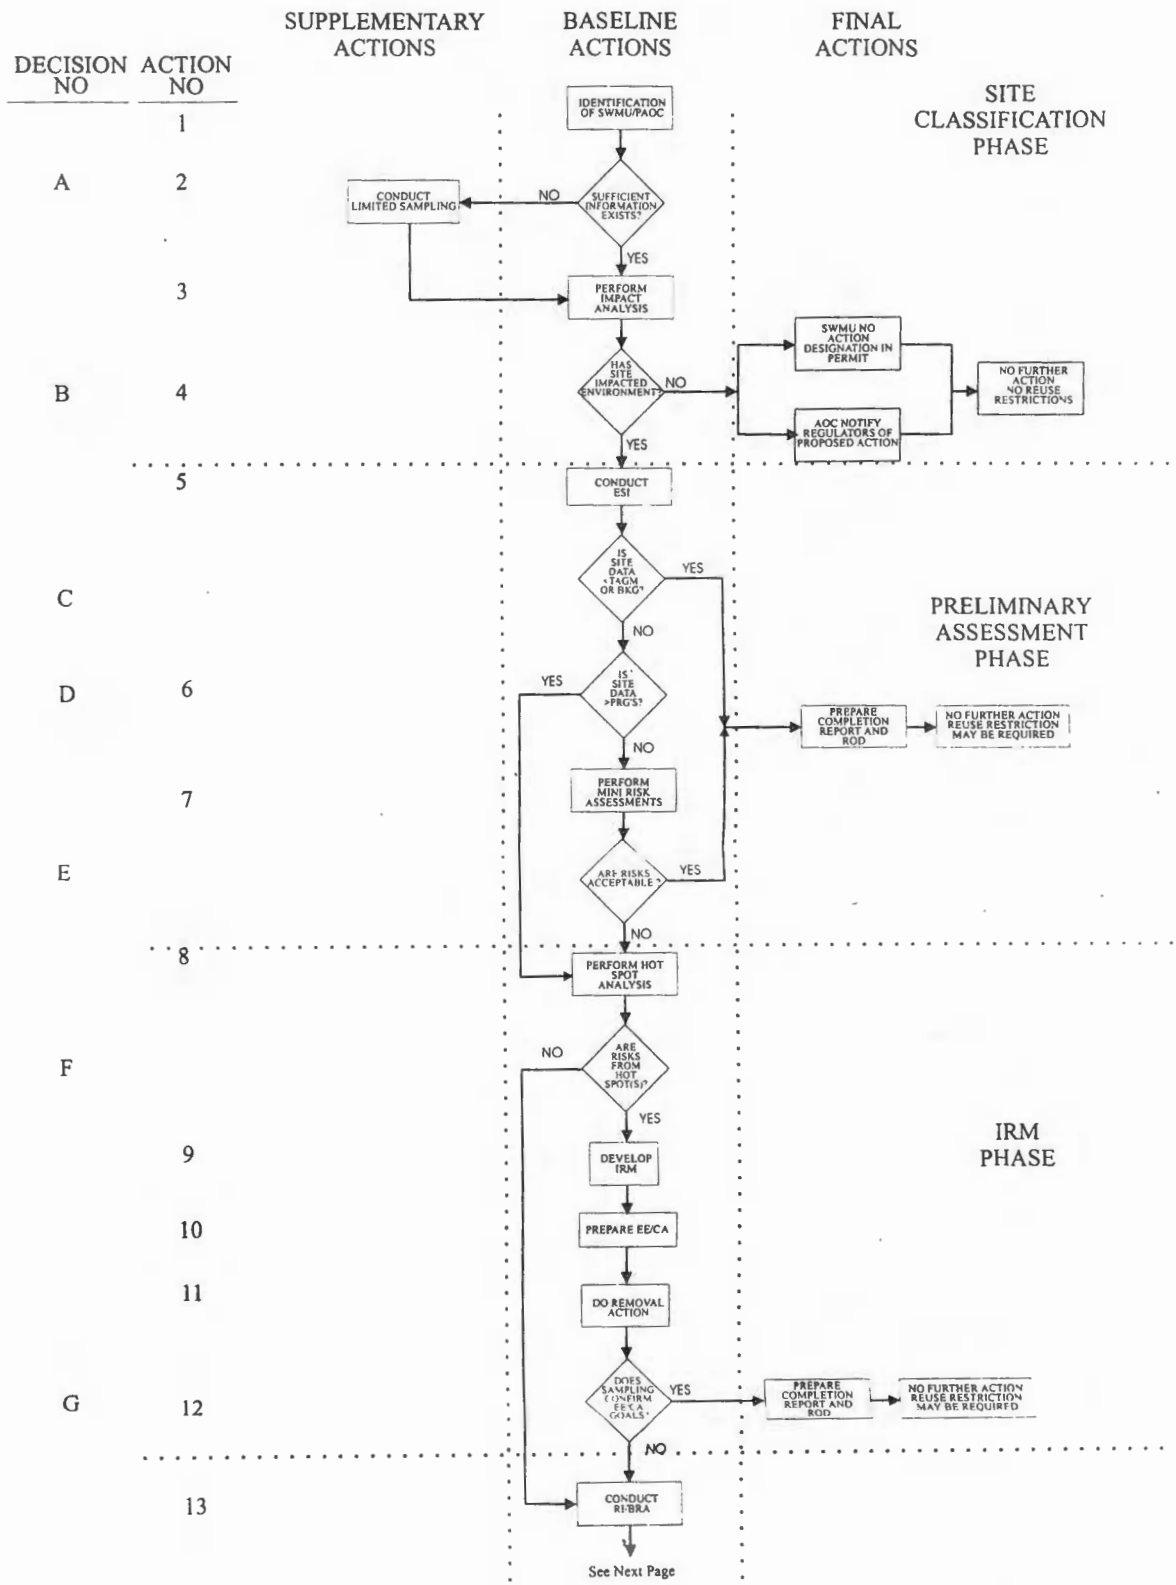 SUPPLEMENTARY
ACTIONS
BASELINE
ACTIONS
FINAL
ACTIONS
DECISION
NO
ACTION
NO
SITE
CLASSIFICATION
PHASE
1
IDENTIFICATION
OF SWMU/PAOC
A
2
CONDUCT
LIMITED SAMPLING
NO
SUFFICIENT
INFORMATION
EXISTS?
YES
3
PERFORM
IMPACT
ANALYSIS
B
4
HAS
SITE
IMPACTED
ENVIRONMENT?
NO
SWMU NO
ACTION
DESIGNATION IN
PERMIT
AOC NOTIFY
REGULATORS OF
PROPOSED ACTION
NO FURTHER
ACTION
NO REUSE
RESTRICTIONS
YES
5
CONDUCT
ESI
C
IS
SITE
DATA
<TAGM
OR BKG?
YES
NO
PRELIMINARY
ASSESSMENT
PHASE
D
6
YES
IS
SITE
DATA
>PRG'S?
NO
PREPARE
COMPLETION
REPORT AND
ROD
NO FURTHER ACTION
REUSE RESTRICTION
MAY BE REQUIRED
7
PERFORM
MINI RISK
ASSESSMENTS
E
ARE RISKS
ACCEPTABLE?
YES
NO
8
PERFORM HOT
SPOT
ANALYSIS
F
NO
ARE
RISKS
FROM
HOT
SPOT(S)?
YES
IRM
PHASE
9
DEVELOP
IRM
10
PREPARE EE/CA
11
DO REMOVAL
ACTION
G
12
DOES
SAMPLING
CONFIRM
EE/CA
GOALS?
YES
PREPARE
COMPLETION
REPORT AND
ROD
NO FURTHER ACTION
REUSE RESTRICTION
MAY BE REQUIRED
NO
13
CONDUCT
RI/BRA
See Next Page